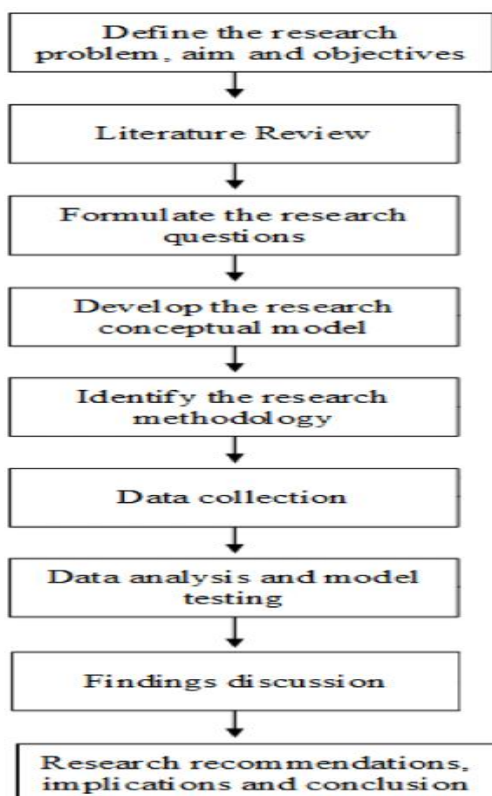 Define the research
problem, aim and objectives
Literature Review
Formulate the research
questions
Develop the research
conceptual model
Identify the research
methodology
Data collection
Data analysis and model
testing
Findings discussion
Research recommendations,
implications and conclusion